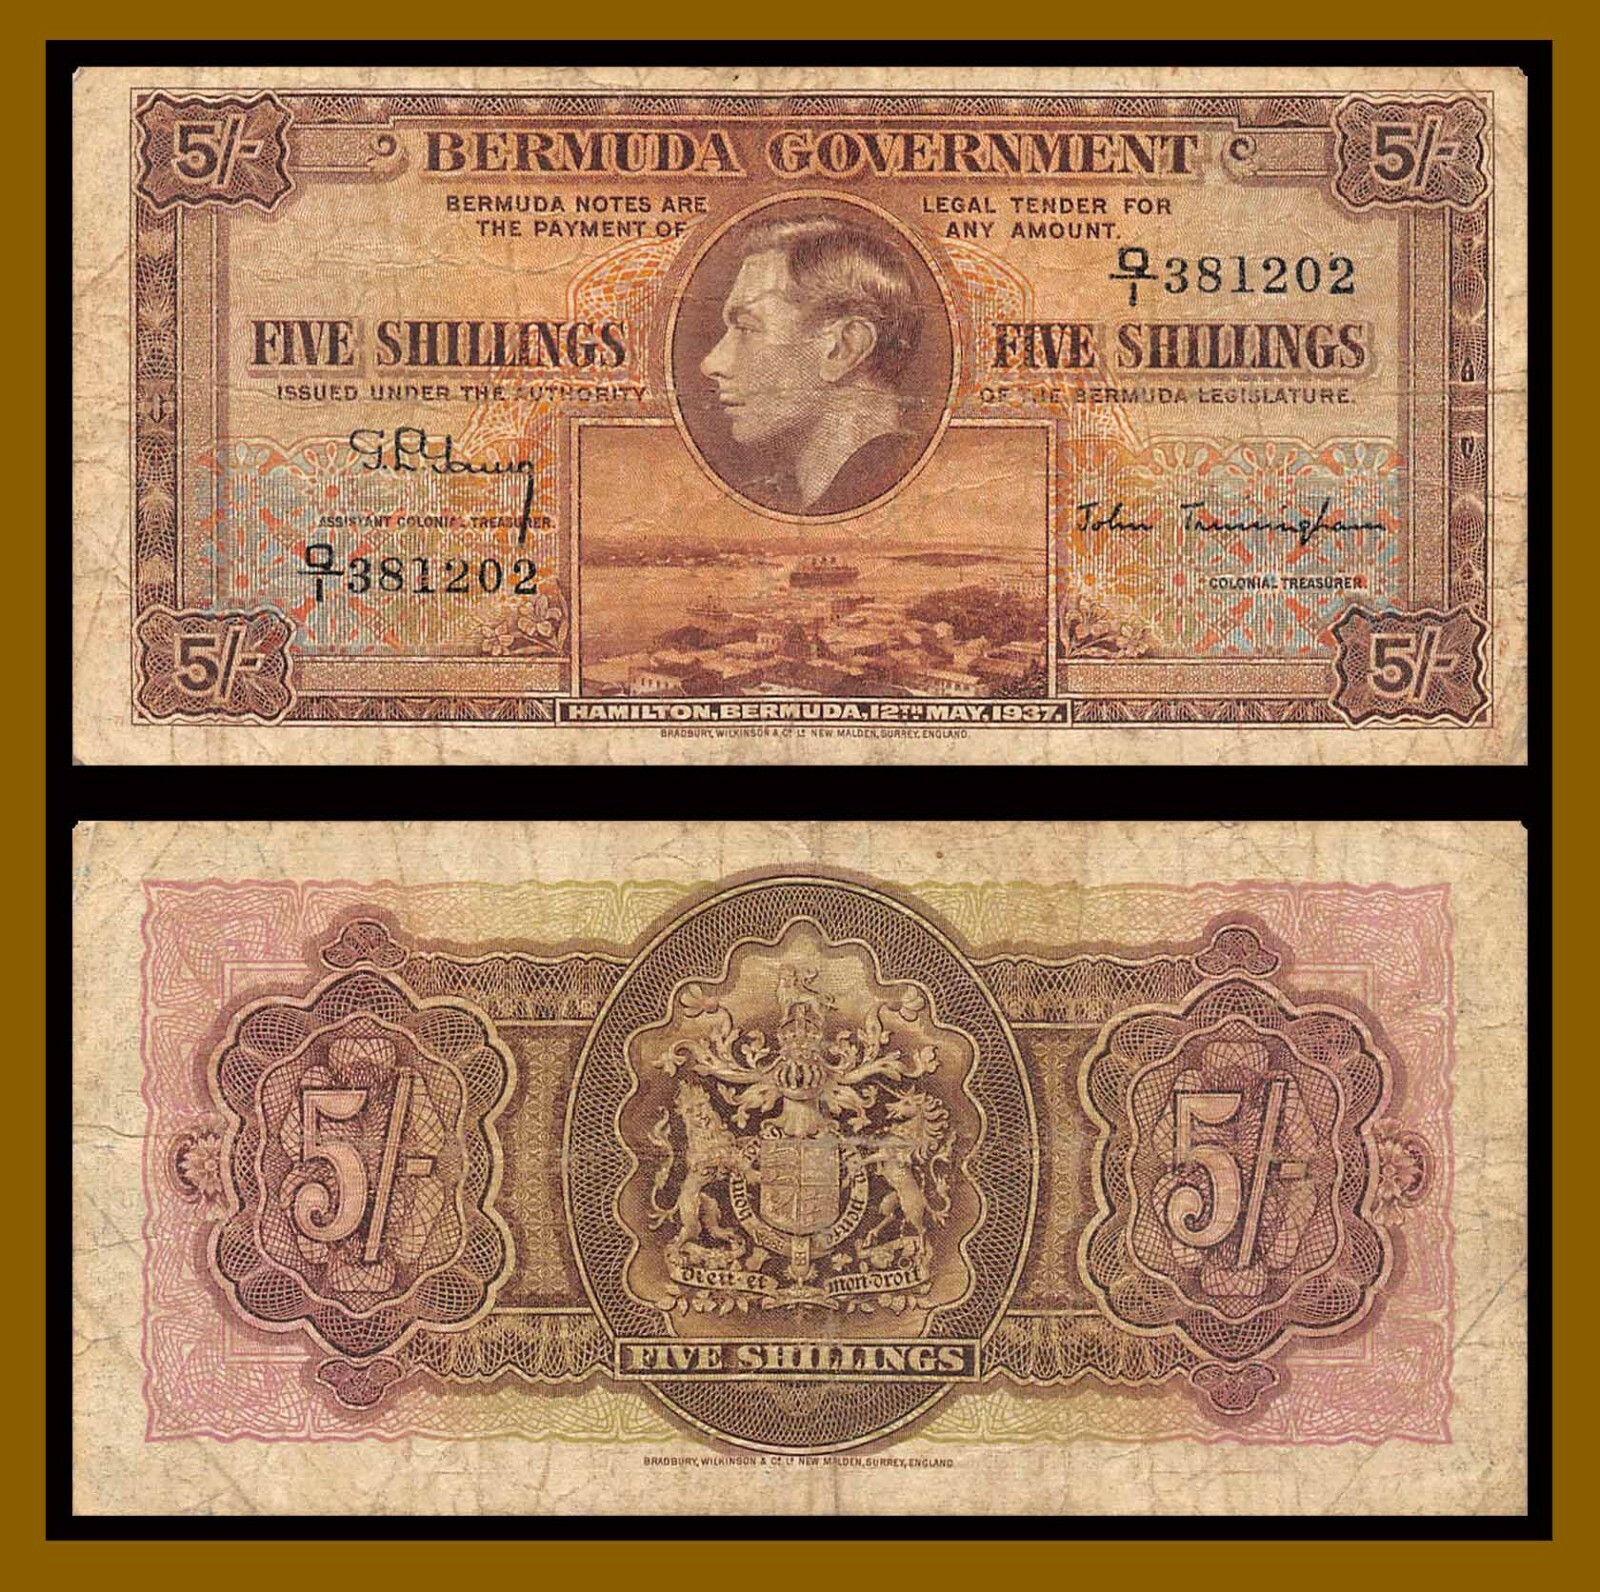 5/-
BERMUDA GOVERNMENT
5/-
BERMUDA NOTES ARE LEGAL TENDER FOR
THE PAYMENT OF ANY AMOUNT.
Q/1 381202
FIVE SHILLINGS FIVE SHILLINGS
ISSUED UNDER THE AUTHORITY OF THE BERMUDA LEGISLATURE.
John Trimingham
ASSISTANT COLONIAL TREASURER.
COLONIAL TREASURER.
Q/1 381202
5/-
5/-
HAMILTON, BERMUDA, 12TH MAY, 1937.
BRADBURY, WILKINSON & Co Ld NEW MALDEN, SURREY, ENGLAND.
5/-
5/-
dieu et mon droit
FIVE SHILLINGS
BRADBURY, WILKINSON & Co Ld NEW MALDEN, SURREY, ENGLAND